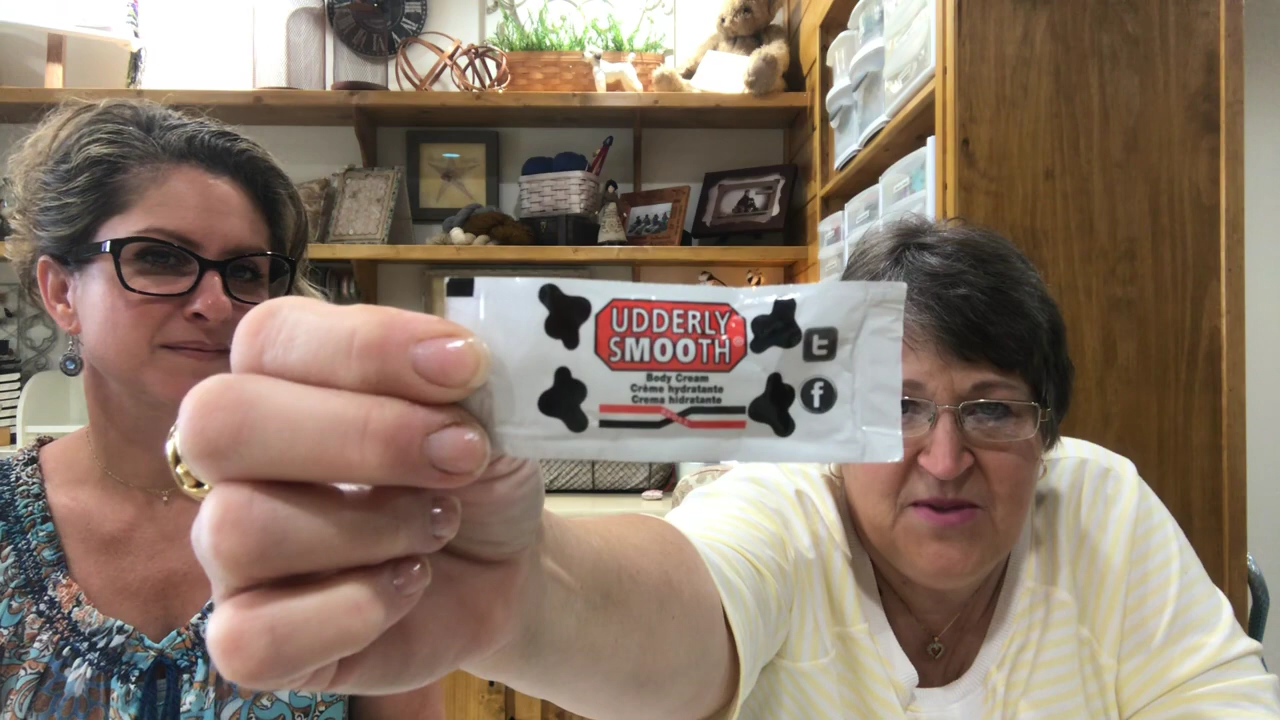 UDDERLY
SMOOTH®
Body Cream
Crème hydratante
Crema hidratante
t
f